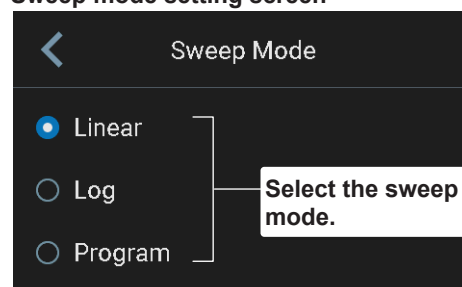 Sweep mode setting screen
Sweep Mode
Linear
Log
Select the sweep
mode.
Program